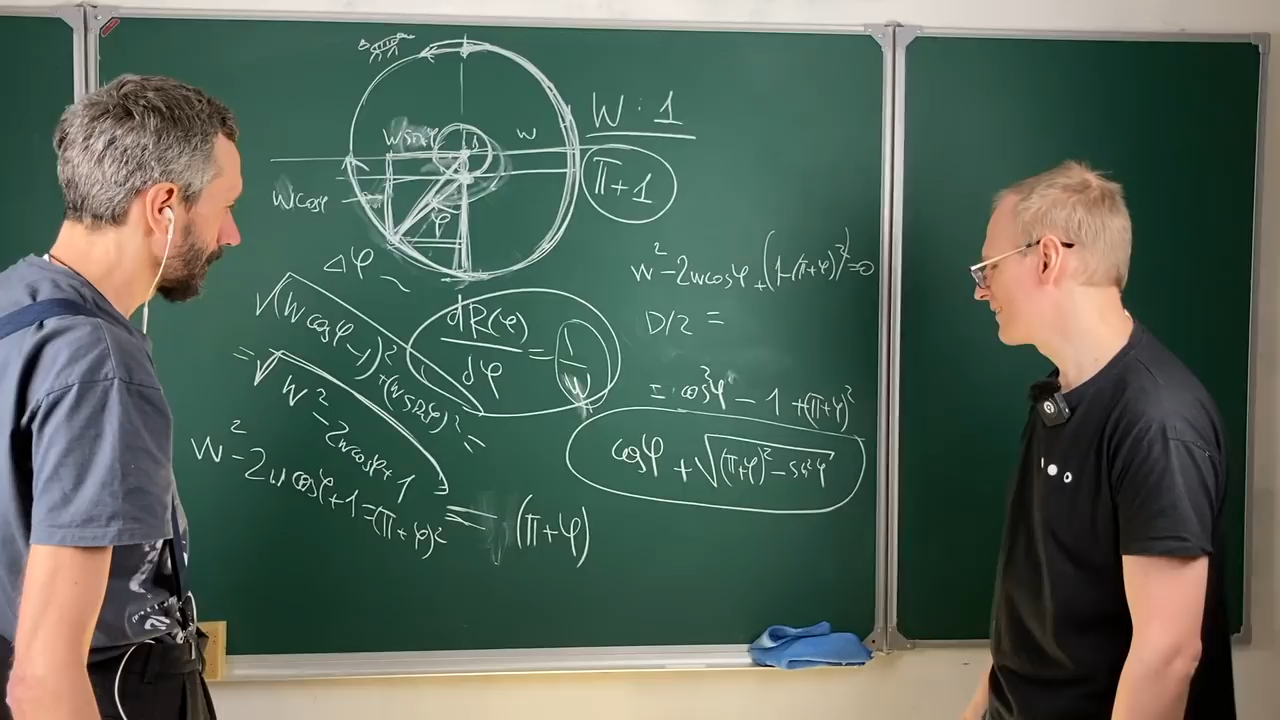 W : 1
π+1
W sinφ
W
1
W cosφ
φ
Δφ ~
√(W cosφ - 1)² + (W sinφ)² =
= √W² - 2W cosφ + 1
W² - 2W cosφ + 1 = (π+φ)²
= (π+φ)
dR(φ)/dφ = 1/W
W² - 2W cosφ + (1-(π+φ)²) = 0
D/2 =
I : cos²φ - 1 + (π+φ)²
cosφ + √(π+φ)² - sin²φ